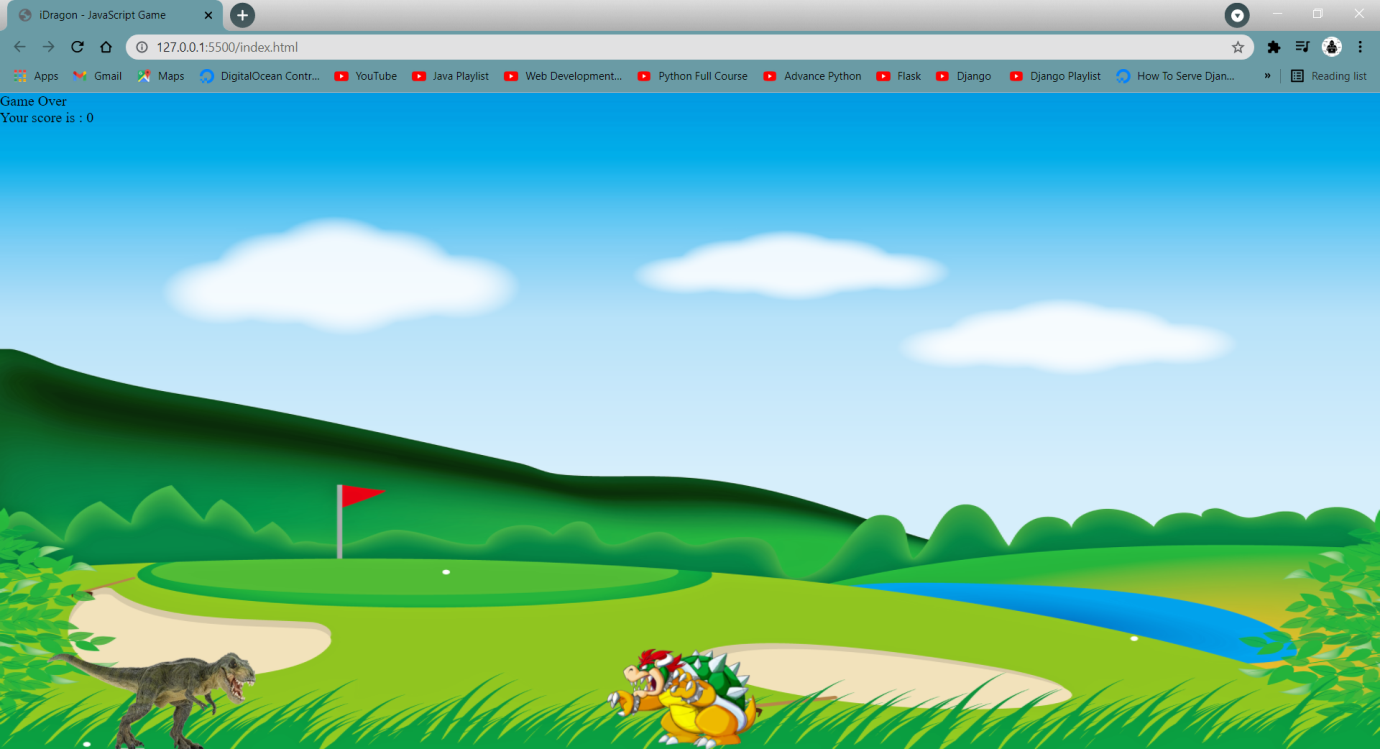 iDragon - JavaScript Game
127.0.0.1:5500/index.html
Apps Gmail Maps DigitalOcean Contr... YouTube Java Playlist Web Development... Python Full Course Advance Python Flask Django Django Playlist How To Serve Djan... » Reading list
Game Over
Your score is : 0